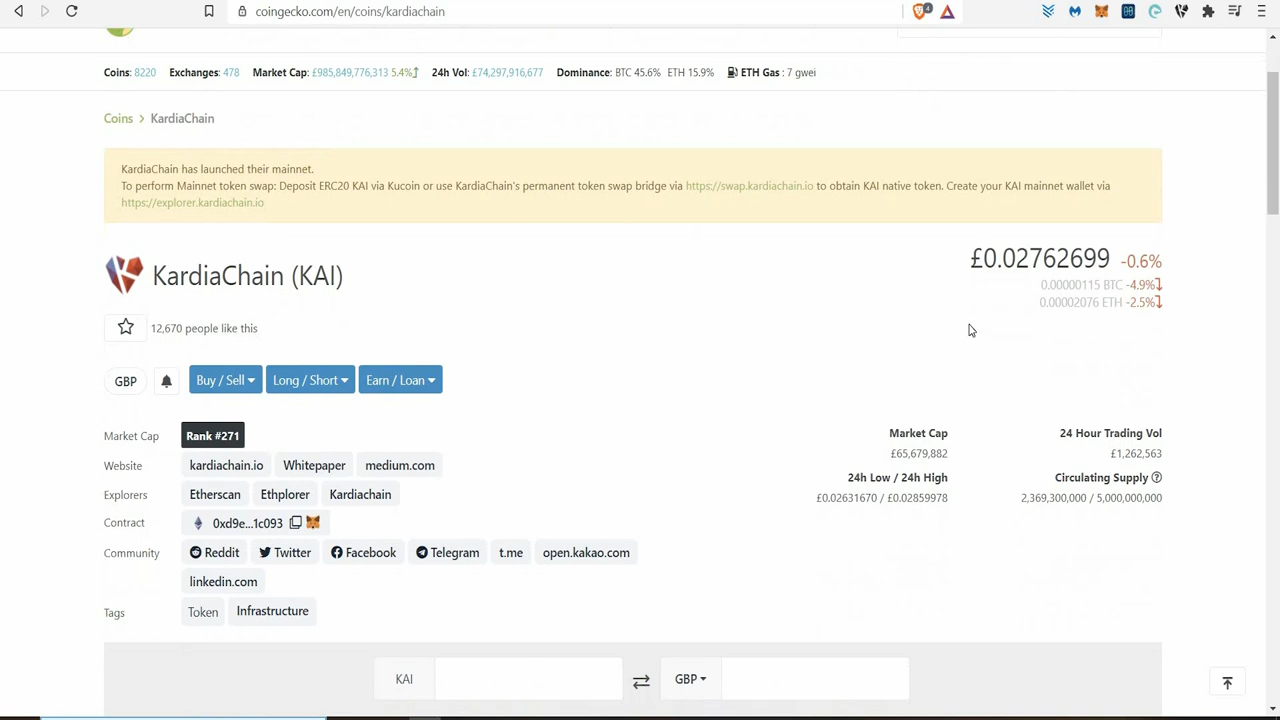 coingecko.com/en/coins/kardiachain
4
Coins: 8220 Exchanges: 478 Market Cap: £985,849,776,313 5.4% 24h Vol: £74,297,916,677 Dominance: BTC 45.6% ETH 15.9% ETH Gas : 7 gwei
Coins > KardiaChain
KardiaChain has launched their mainnet.
To perform Mainnet token swap: Deposit ERC20 KAI via Kucoin or use KardiaChain's permanent token swap bridge via https://swap.kardiachain.io to obtain KAI native token. Create your KAI mainnet wallet via
https://explorer.kardiachain.io
KardiaChain (KAI)
£0.02762699 -0.6%
0.00000115 BTC -4.9%
0.00002076 ETH -2.5%
12,670 people like this
GBP Buy / Sell Long / Short Earn / Loan
Market Cap Rank #271
Website kardiachain.io Whitepaper medium.com
Explorers Etherscan Ethplorer Kardiachain
Contract 0xd9e...1c093
Community Reddit Twitter Facebook Telegram t.me open.kakao.com
linkedin.com
Tags Token Infrastructure
Market Cap 24 Hour Trading Vol
£65,679,882 £1,262,563
24h Low / 24h High Circulating Supply
£0.02631670 / £0.02859978 2,369,300,000 / 5,000,000,000
KAI GBP